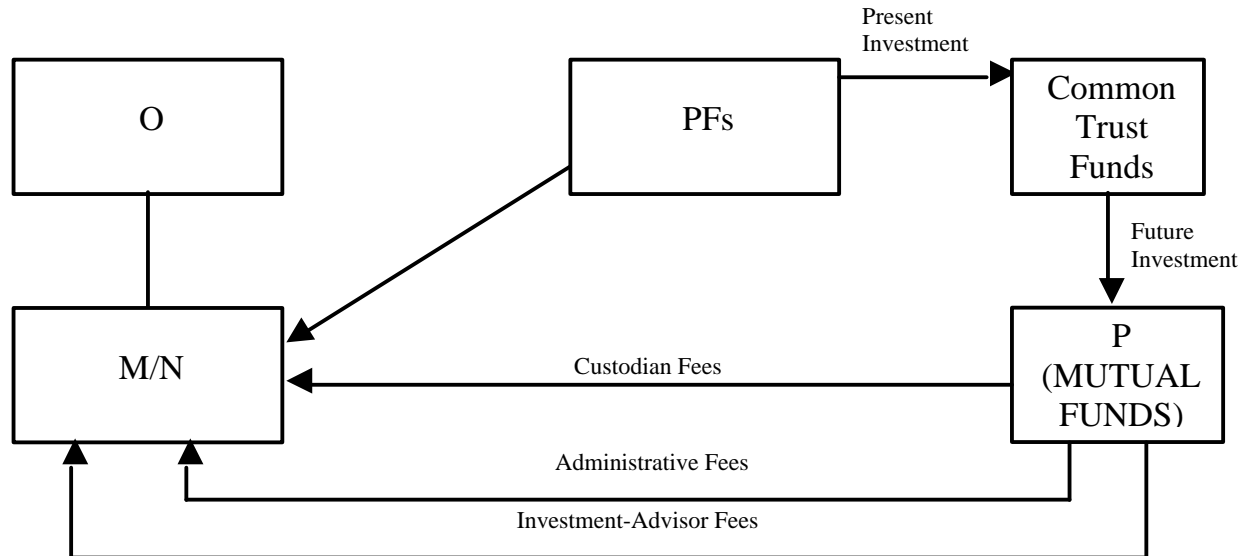 Present
Investment
O
PFs
Common
Trust
Funds
Future
Investment
M/N
P
(MUTUAL
FUNDS)
Custodian Fees
Administrative Fees
Investment-Advisor Fees